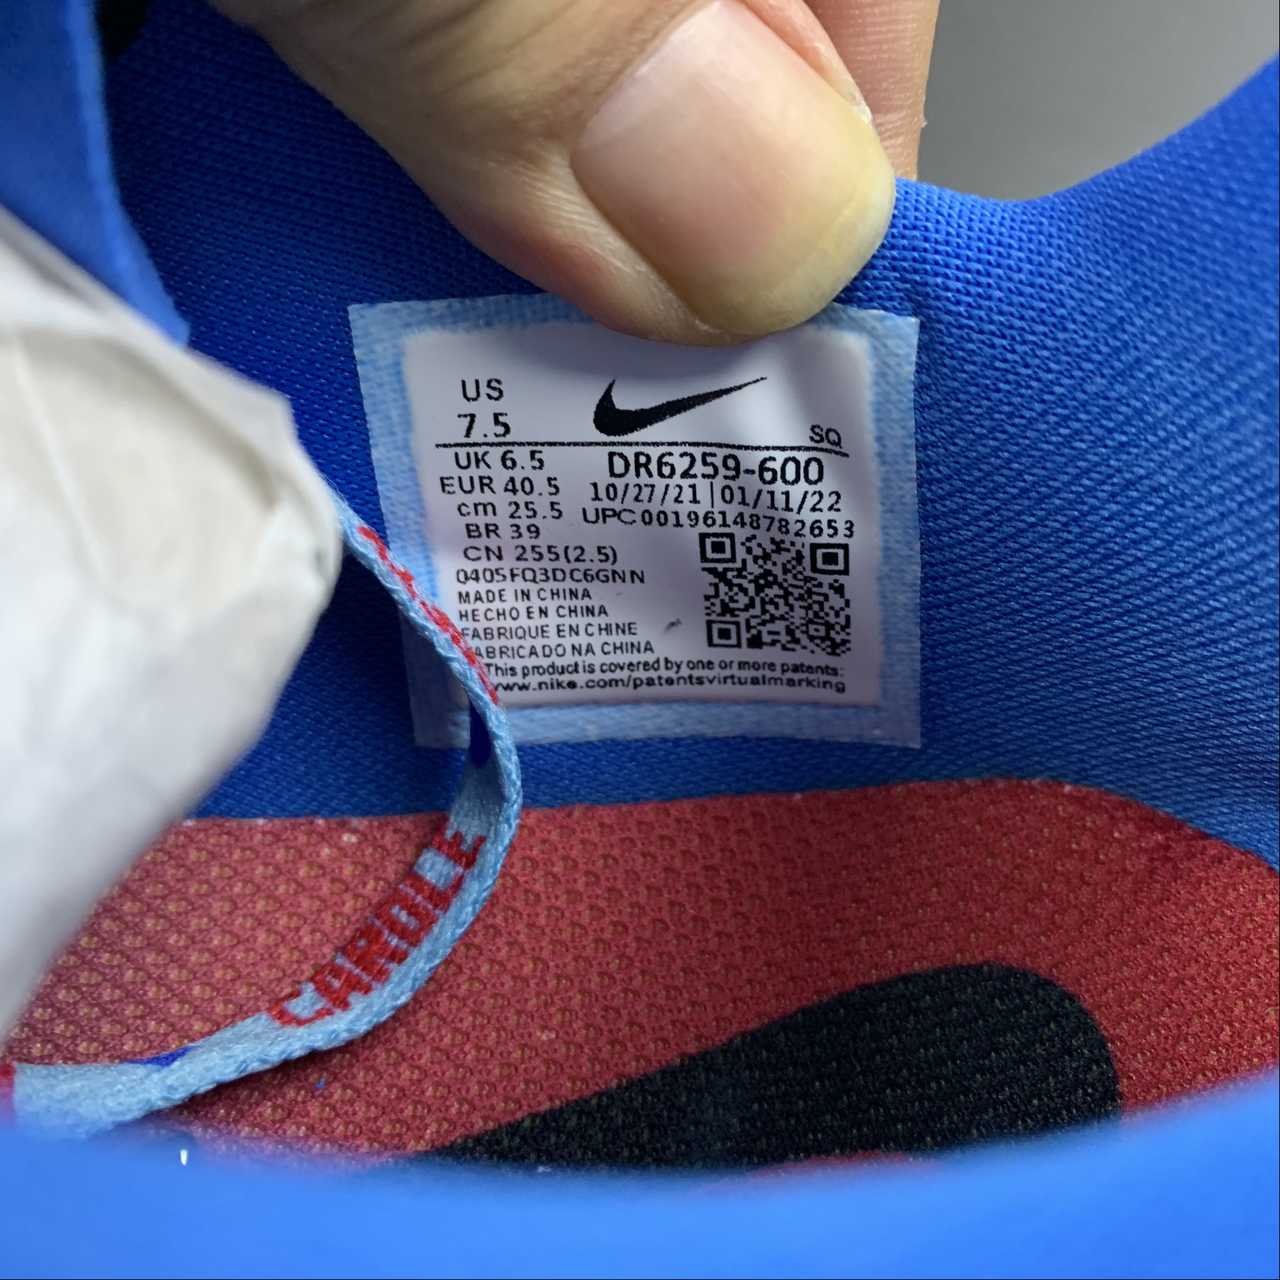 US
7.5
SQ
UK 6.5
EUR 40.5
cm 25.5
BR 39
CN 255(2.5)
DR6259-600
10/27/21|01/11/22
UPC00196148782653
0405FQ3DC6GNN
MADE IN CHINA
HECHO EN CHINA
FABRIQUE EN CHINE
FABRICADO NA CHINA
This product is covered by one or more patents:
www.nike.com/patentsvirtualmarking
CAROLE